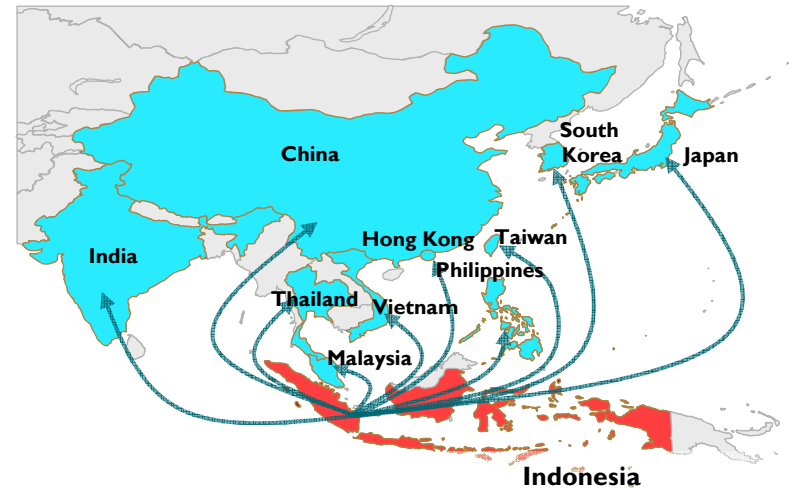 South
Korea
China
Japan
Hong Kong
Taiwan
India
Philippines
Thailand
Vietnam
Malaysia
Indonesia